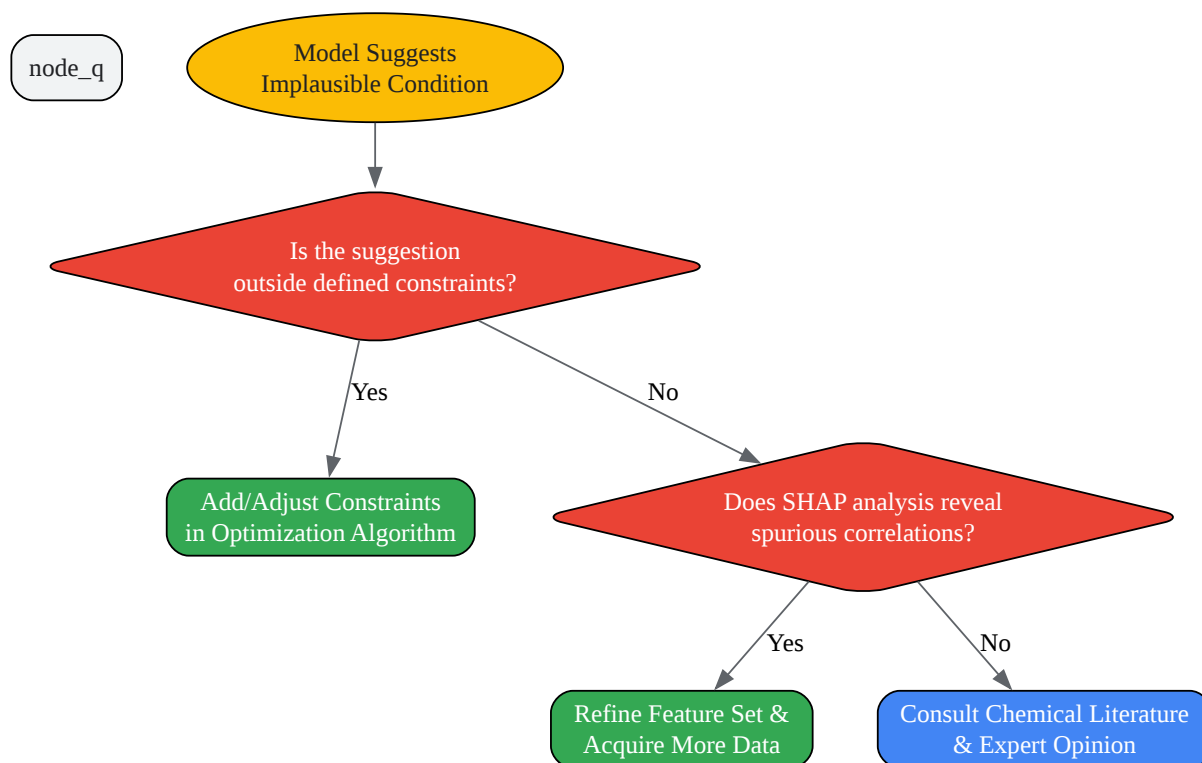 node_q
Model Suggests
Implausible Condition
Is the suggestion
outside defined constraints?
Yes
No
Add/Adjust Constraints
in Optimization Algorithm
Does SHAP analysis reveal
spurious correlations?
Yes
No
Refine Feature Set &
Acquire More Data
Consult Chemical Literature
& Expert Opinion